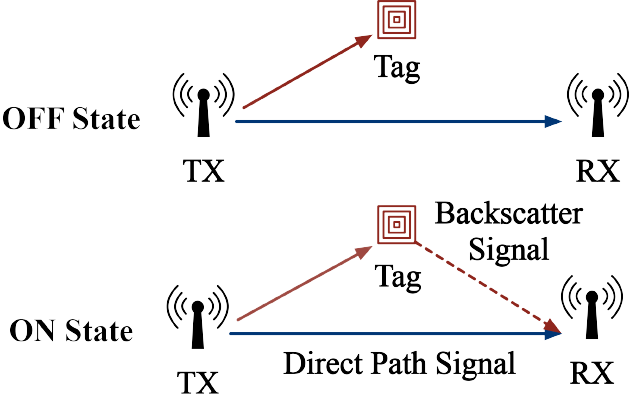 Tag
OFF State
TX
RX
Backscatter
Signal
Tag
ON State
Direct Path Signal
TX
RX